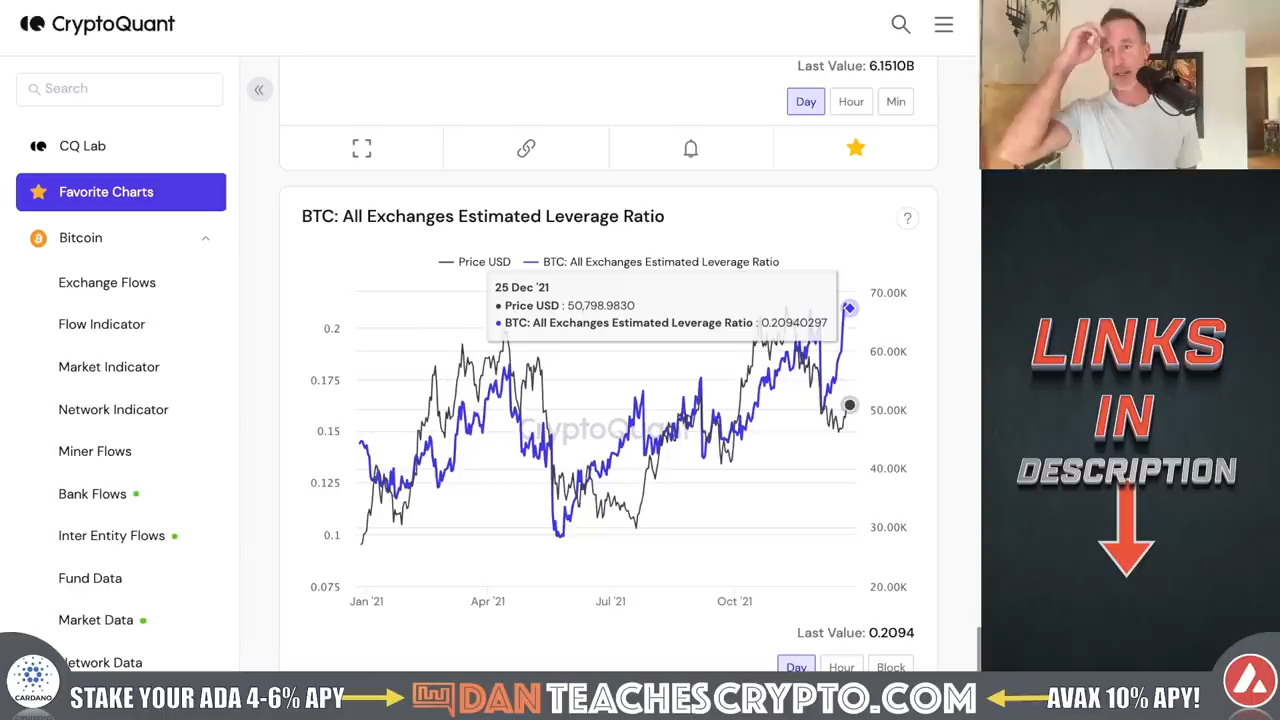 CryptoQuant
Search
CQ Lab
Favorite Charts
Bitcoin
Exchange Flows
Flow Indicator
Market Indicator
Network Indicator
Miner Flows
Bank Flows
Inter Entity Flows
Fund Data
Market Data
Network Data
Last Value: 6.1510B
Day Hour Min
BTC: All Exchanges Estimated Leverage Ratio
?
Price USD BTC: All Exchanges Estimated Leverage Ratio
25 Dec '21
Price USD : 50,798.9830
BTC: All Exchanges Estimated Leverage Ratio : 0.20940297
0.2
0.175
0.15
0.125
0.1
0.075
70.00K
60.00K
50.00K
40.00K
30.00K
20.00K
CryptoQuant
Jan '21 Apr '21 Jul '21 Oct '21
Last Value: 0.2094
Day Hour Block
LINKS
IN
DESCRIPTION
CARDANO
STAKE YOUR ADA 4-6% APY
DANTEACHESCRYPTO.COM
AVAX 10% APY!